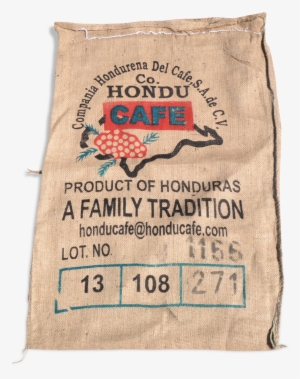 Compania Hondurena Del Cafe, S.A. de C.V.
Co.
HONDU
CAFE
PRODUCT OF HONDURAS
A FAMILY TRADITION
honducafe@honducafe.com
LOT. NO. 1166
13 108 271